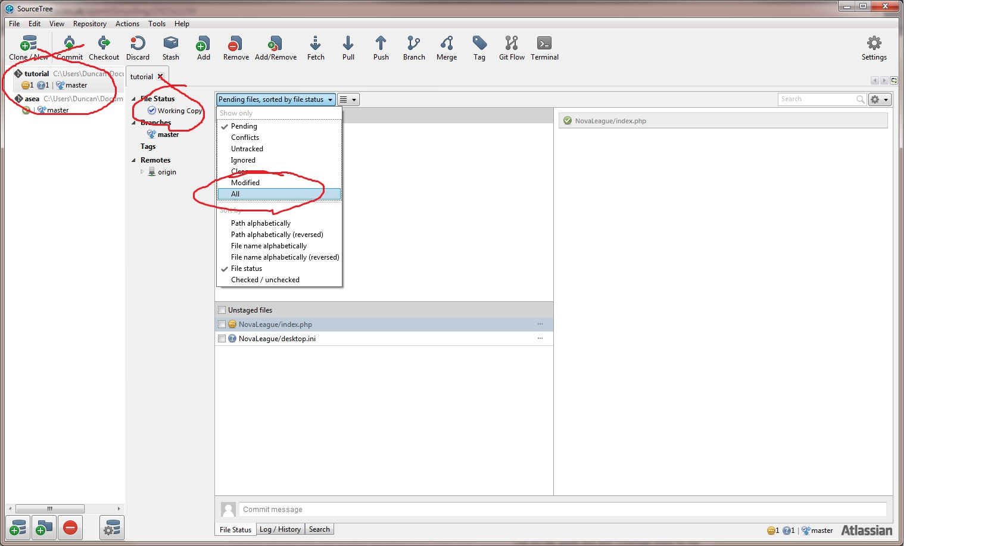 SourceTree
File Edit View Repository Actions Tools Help
Clone / New Commit Checkout Discard Stash Add Remove Add/Remove Fetch Pull Push Branch Merge Tag Git Flow Terminal Settings
tutorial C:\Users\Duncan\Docu
1 1 | master
asea C:\Users\Duncan\Docum
| master
tutorial
File Status
Working Copy
Branches
master
Tags
Remotes
origin
Pending files, sorted by file status
Search
Show only
Pending
Conflicts
Untracked
Ignored
Clean
Modified
All
Sort by
Path alphabetically
Path alphabetically (reversed)
File name alphabetically
File name alphabetically (reversed)
File status
Checked / unchecked
Unstaged files
NovaLeague/index.php
NovaLeague/desktop.ini
NovaLeague/index.php
Commit message
File Status Log / History Search
1 1 | master Atlassian